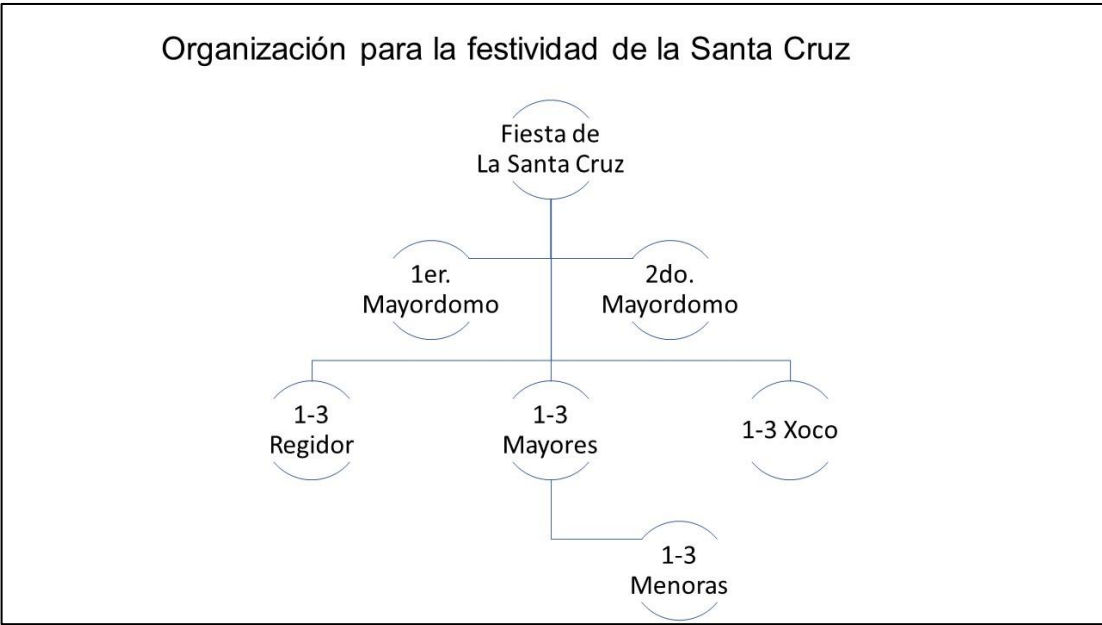 Organización para la festividad de la Santa Cruz
Fiesta de
La Santa Cruz
1er.
Mayordomo
2do.
Mayordomo
1-3
Regidor
1-3
Mayores
1-3 Xoco
1-3
Menoras